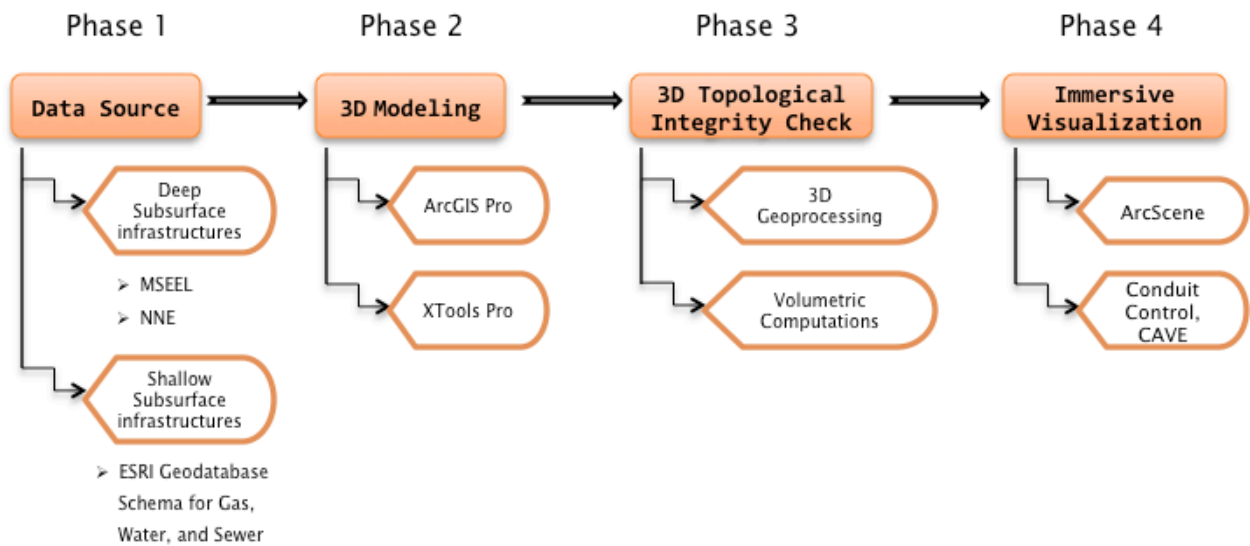 Phase 1
Phase 2
Phase 3
Phase 4
Data Source
3D Modeling
3D Topological
Integrity Check
Immersive
Visualization
Deep
Subsurface
infrastructures
➢ MSEEL
➢ NNE
Shallow
Subsurface
infrastructures
➢ ESRI Geodatabase
Schema for Gas,
Water, and Sewer
ArcGIS Pro
XTools Pro
3D
Geoprocessing
Volumetric
Computations
ArcScene
Conduit
Control,
CAVE